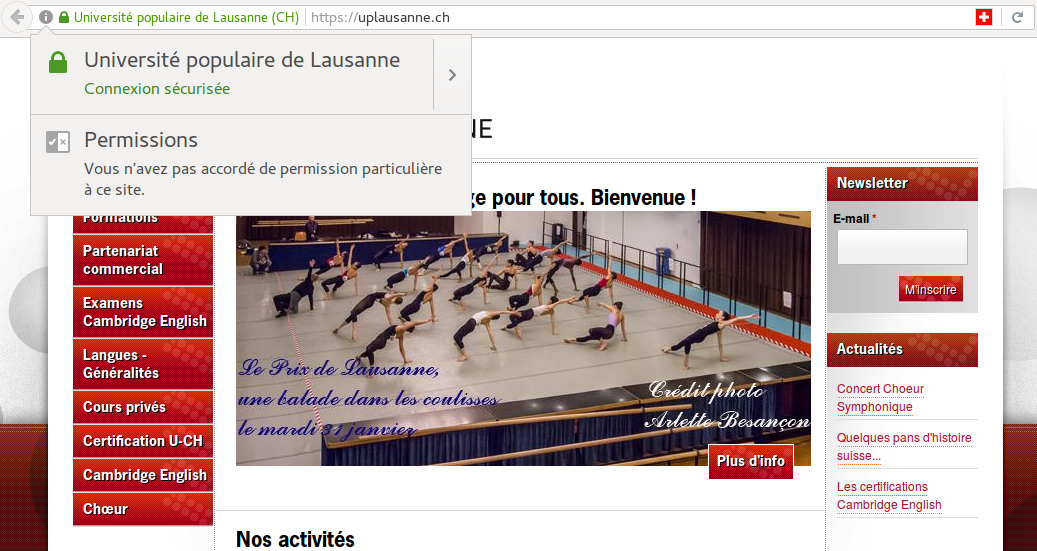 Université populaire de Lausanne (CH) https://uplausanne.ch
Université populaire de Lausanne
Connexion sécurisée
Permissions
Vous n'avez pas accordé de permission particulière
à ce site.
NE
ge pour tous. Bienvenue !
Formations
Partenariat
commercial
Examens
Cambridge English
Langues -
Généralités
Cours privés
Certification U-CH
Cambridge English
Chœur
Le Prix de Lausanne,
une balade dans les coulisses
le mardi 31 janvier
Crédit photo
Arlette Besançon
Plus d'info
Nos activités
Newsletter
E-mail *
M'inscrire
Actualités
Concert Choeur
Symphonique
Quelques pans d'histoire
suisse...
Les certifications
Cambridge English